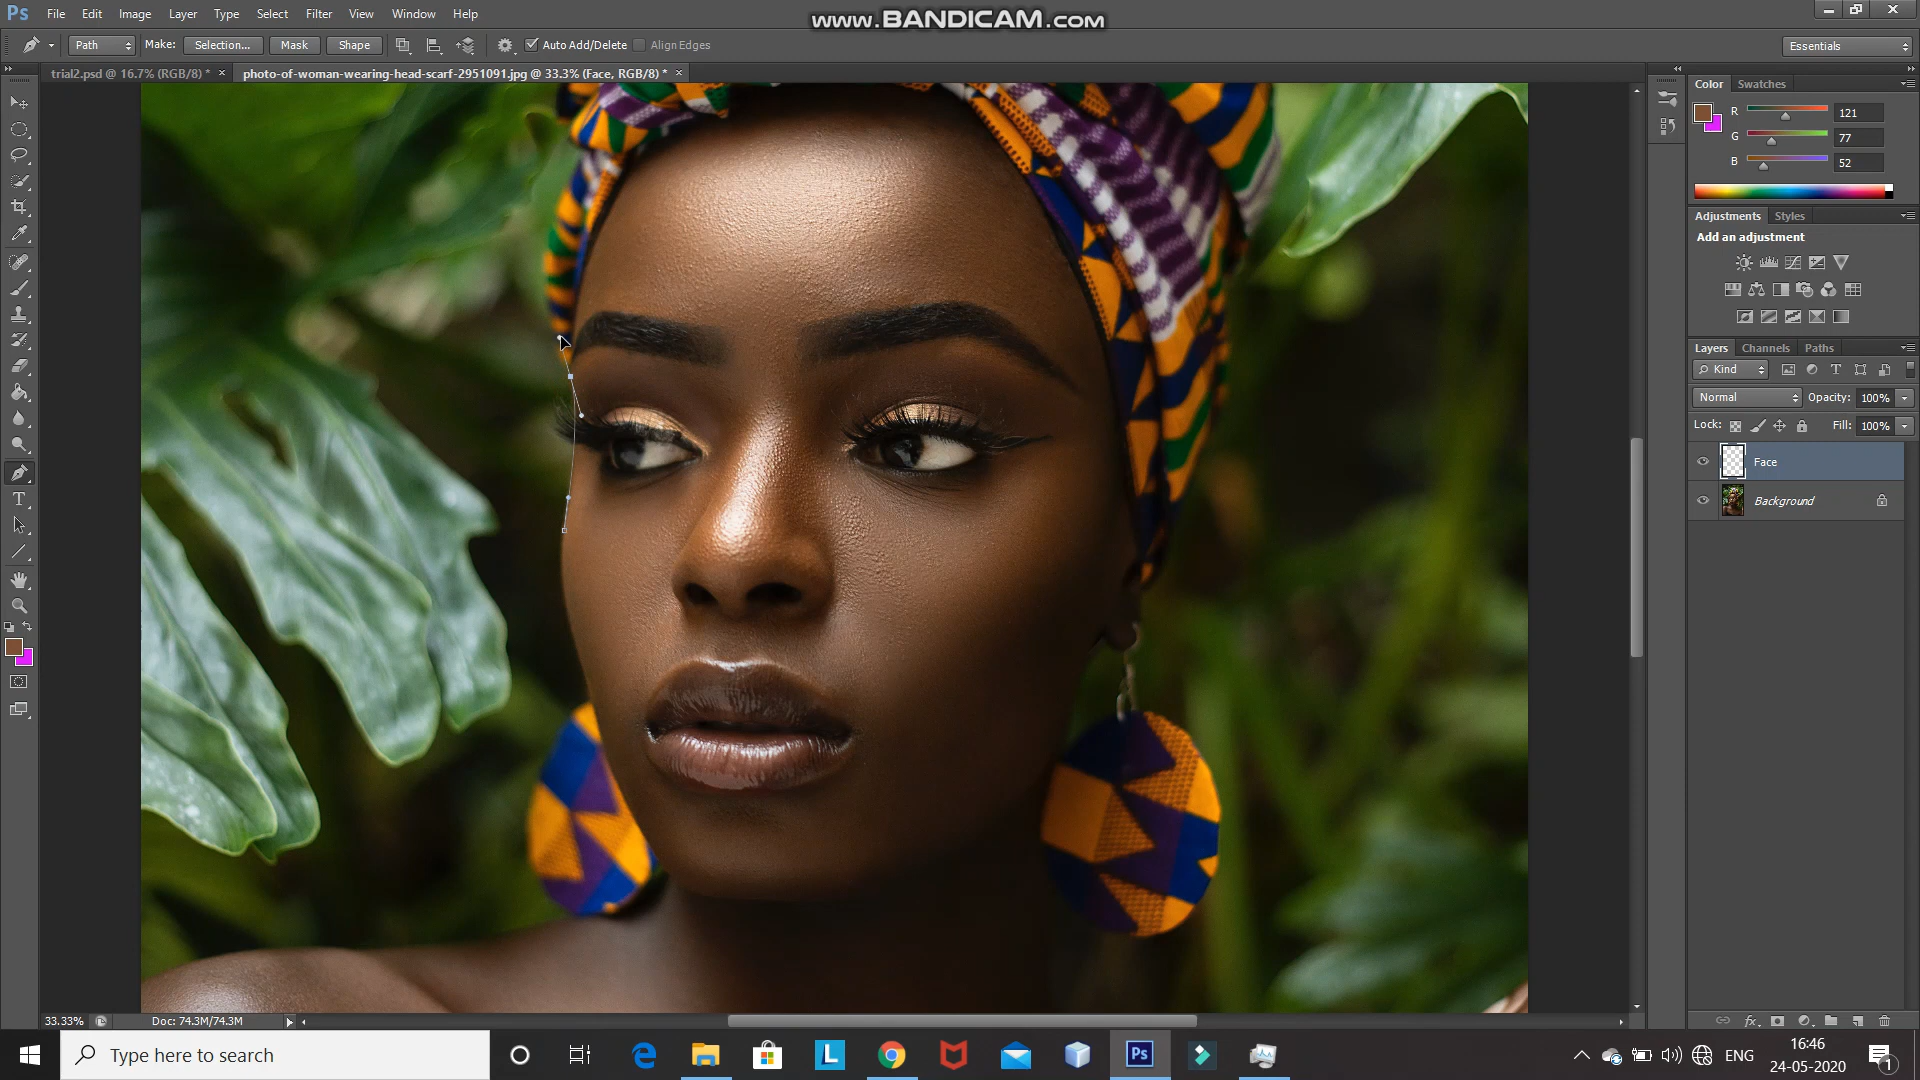 Ps File Edit Image Layer Type Select Filter View Window Help
www.BANDICAM.com
Path Make: Selection... Mask Shape Auto Add/Delete Align Edges Essentials
trial2.psd @ 16.7% (RGB/8) * × photo-of-woman-wearing-head-scarf-2951091.jpg @ 33.3% (Face, RGB/8) * ×
Color Swatches
R 121
G 77
B 52
Adjustments Styles
Add an adjustment
Layers Channels Paths
Kind
Normal Opacity: 100%
Lock: Fill: 100%
Face
Background
T
33.33% Doc: 74.3M/74.3M
fx
Type here to search
L
Ps
ENG
16:46
24-05-2020
1